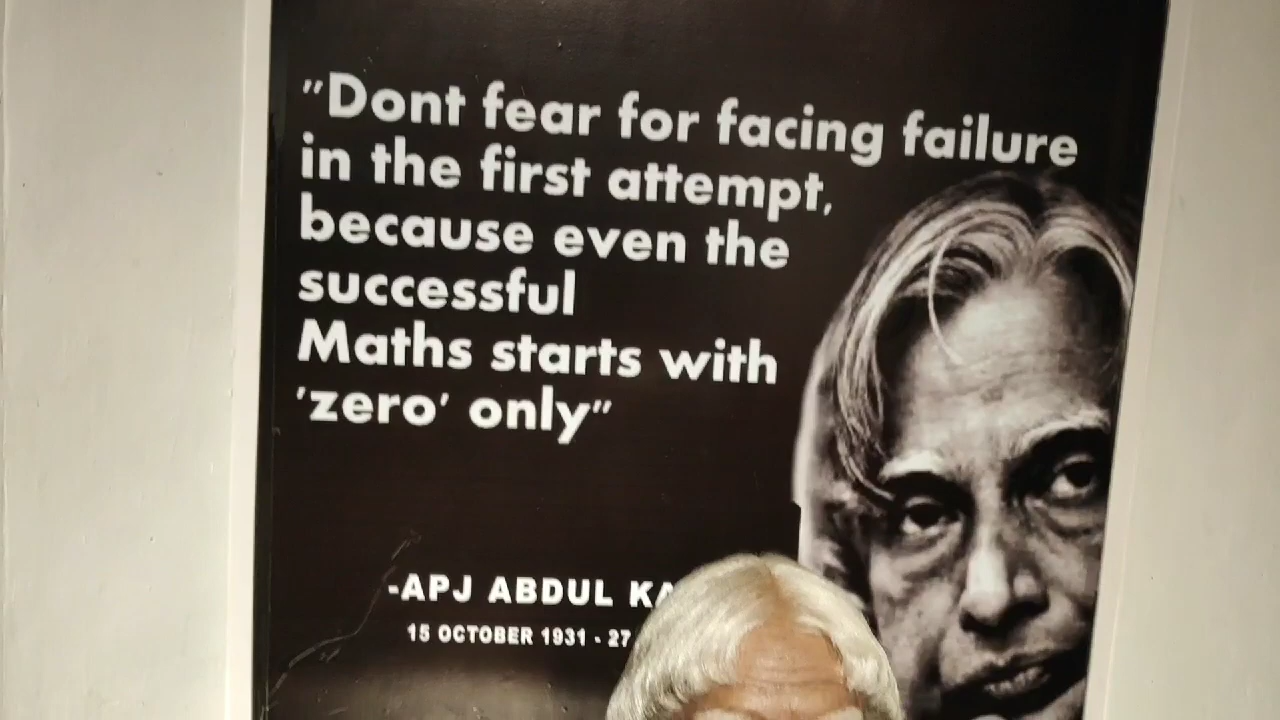 "Dont fear for facing failure
in the first attempt,
because even the
successful
Maths starts with
'zero' only"
-APJ ABDUL
15 OCTOBER 1931 - 27